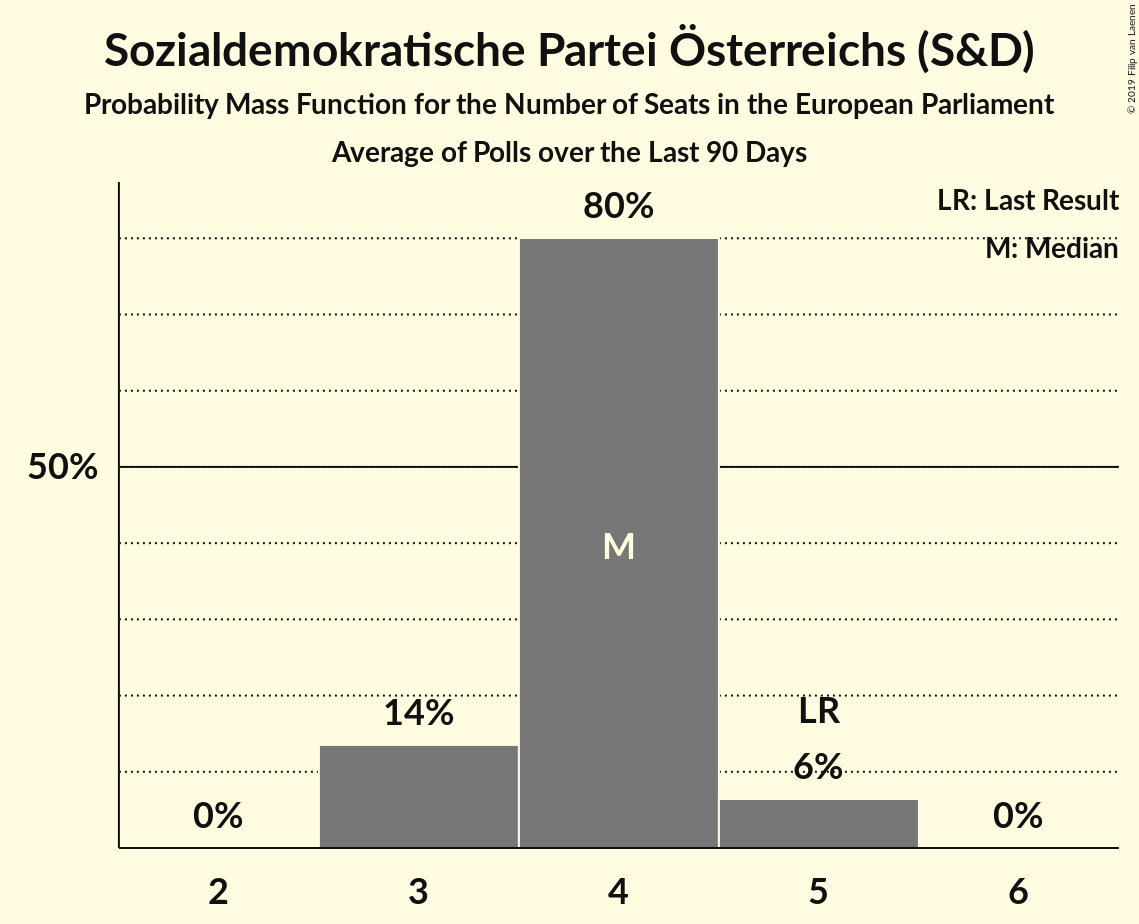 Sozialdemokratische Partei Österreichs (S&D)
Probability Mass Function for the Number of Seats in the European Parliament
Average of Polls over the Last 90 Days
© 2019 Filip van Laenen
LR: Last Result
M: Median
80%
50%
M
14%
LR
6%
0%
0%
2 3 4 5 6